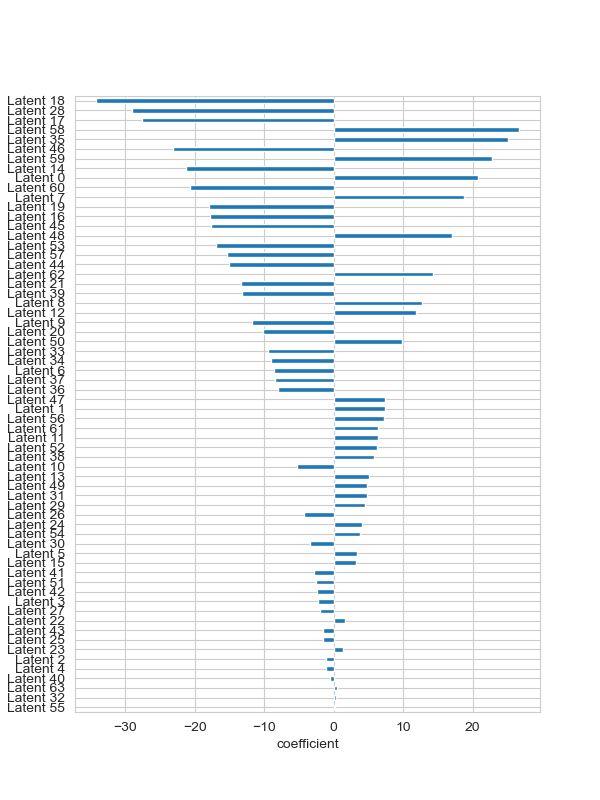 Latent 18
Latent 28
Latent 17
Latent 58
Latent 35
Latent 46
Latent 59
Latent 14
Latent 0
Latent 60
Latent 7
Latent 19
Latent 16
Latent 45
Latent 48
Latent 53
Latent 57
Latent 44
Latent 62
Latent 21
Latent 39
Latent 8
Latent 12
Latent 9
Latent 20
Latent 50
Latent 33
Latent 34
Latent 6
Latent 37
Latent 36
Latent 47
Latent 1
Latent 56
Latent 61
Latent 11
Latent 52
Latent 38
Latent 10
Latent 13
Latent 49
Latent 31
Latent 29
Latent 26
Latent 24
Latent 54
Latent 30
Latent 5
Latent 15
Latent 41
Latent 51
Latent 42
Latent 3
Latent 27
Latent 22
Latent 43
Latent 25
Latent 23
Latent 2
Latent 4
Latent 40
Latent 63
Latent 32
Latent 55
−30 −20 −10 0 10 20
coefficient